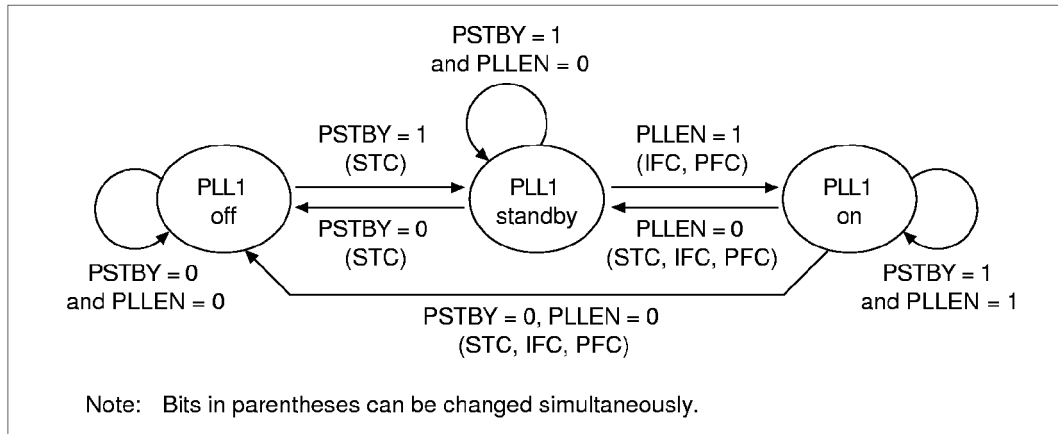 PSTBY = 1
and PLLEN = 0
PSTBY = 1
(STC)
PLLEN = 1
(IFC, PFC)
PLL1
off
PLL1
standby
PLL1
on
PSTBY = 0
(STC)
PLLEN = 0
(STC, IFC, PFC)
PSTBY = 0
and PLLEN = 0
PSTBY = 1
and PLLEN = 1
PSTBY = 0, PLLEN = 0
(STC, IFC, PFC)
Note: Bits in parentheses can be changed simultaneously.